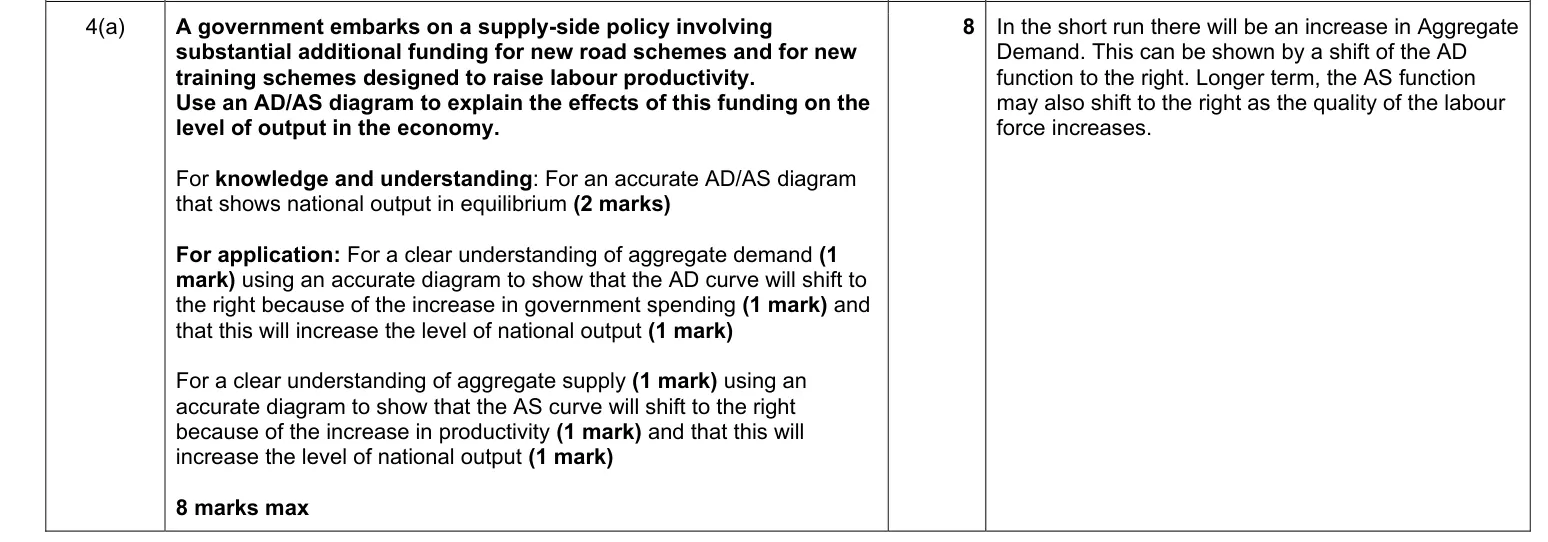 4(a)
A government embarks on a supply-side policy involving
substantial additional funding for new road schemes and for new
training schemes designed to raise labour productivity.
Use an AD/AS diagram to explain the effects of this funding on the
level of output in the economy.
For knowledge and understanding: For an accurate AD/AS diagram
that shows national output in equilibrium (2 marks)
For application: For a clear understanding of aggregate demand (1
mark) using an accurate diagram to show that the AD curve will shift to
the right because of the increase in government spending (1 mark) and
that this will increase the level of national output (1 mark)
For a clear understanding of aggregate supply (1 mark) using an
accurate diagram to show that the AS curve will shift to the right
because of the increase in productivity (1 mark) and that this will
increase the level of national output (1 mark)
8 marks max
8
In the short run there will be an increase in Aggregate
Demand. This can be shown by a shift of the AD
function to the right. Longer term, the AS function
may also shift to the right as the quality of the labour
force increases.